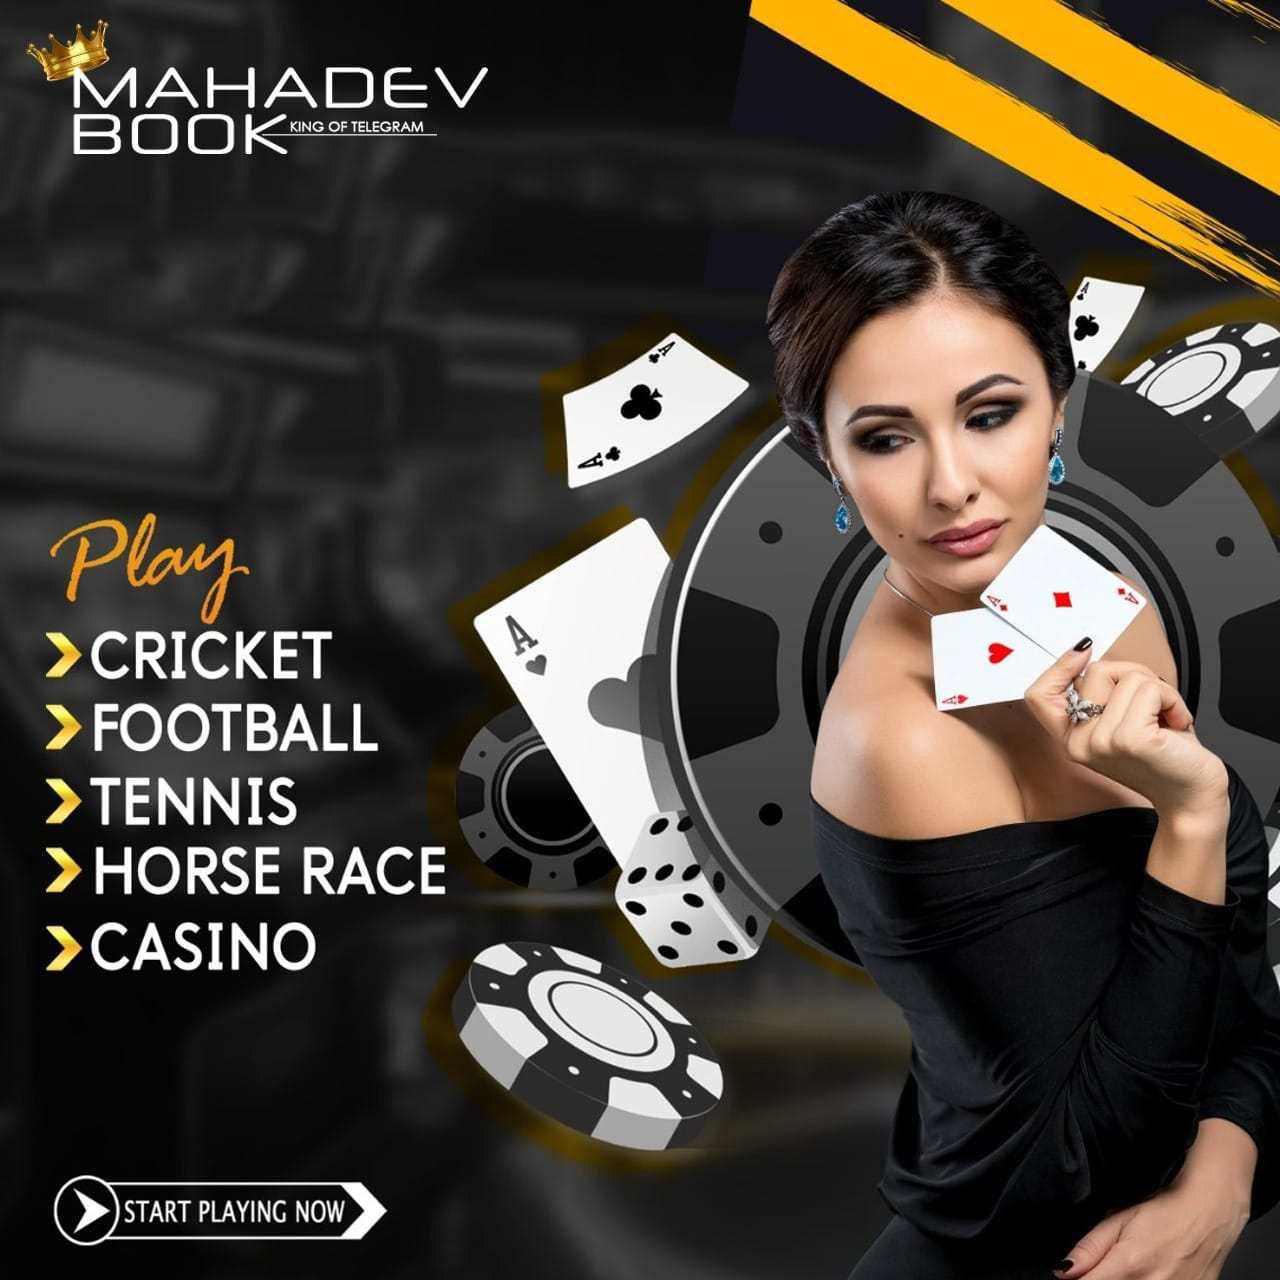 MAHADEV
BOOK KING OF TELEGRAM
Play
CRICKET
FOOTBALL
TENNIS
HORSE RACE
CASINO
START PLAYING NOW
A
A
A
A
A
A
A
A
A